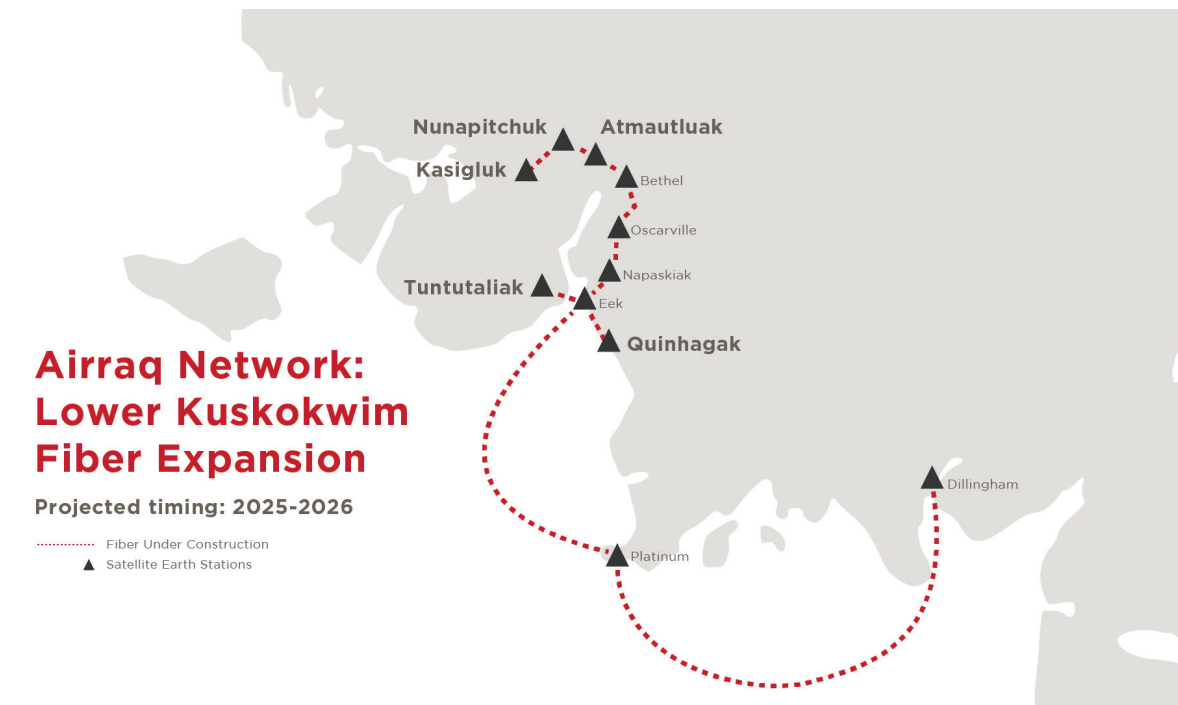 Nunapitchuk
Atmautluak
Kasigluk
Bethel
Oscarville
Napaskiak
Tuntutaliak
Eek
Quinhagak
Airraq Network:
Lower Kuskokwim
Fiber Expansion
Projected timing: 2025-2026
Dillingham
Fiber Under Construction
Platinum
Satellite Earth Stations